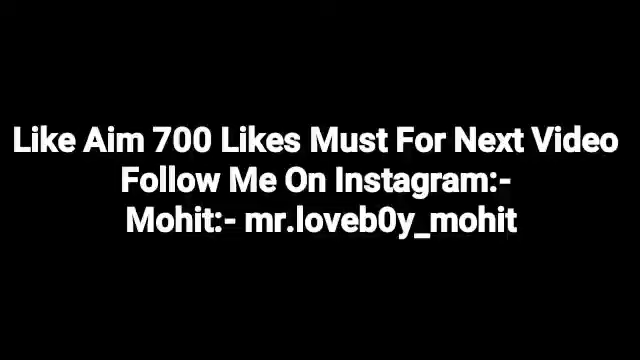 Like Aim 700 Likes Must For Next Video
Follow Me On Instagram:-
Mohit:- mr.loveb0y_mohit